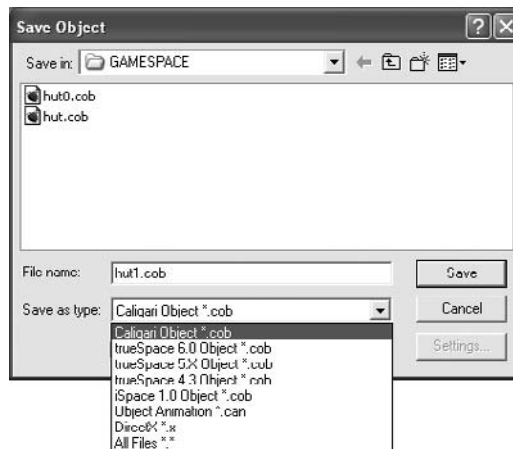 Save Object
Save in: GAMESPACE
hut0.cob
hut.cob
File name: hut1.cob Save
Save as type: Caligari Object *.cob Cancel
Settings...
Caligari Object *.cob
trueSpace 6.0 Object *.cob
trueSpace 5.X Object *.cob
trueSpace 4.3 Object *.cob
iSpace 1.0 Object *.cob
Object Animation *.can
DirectX *.x
All Files *.*